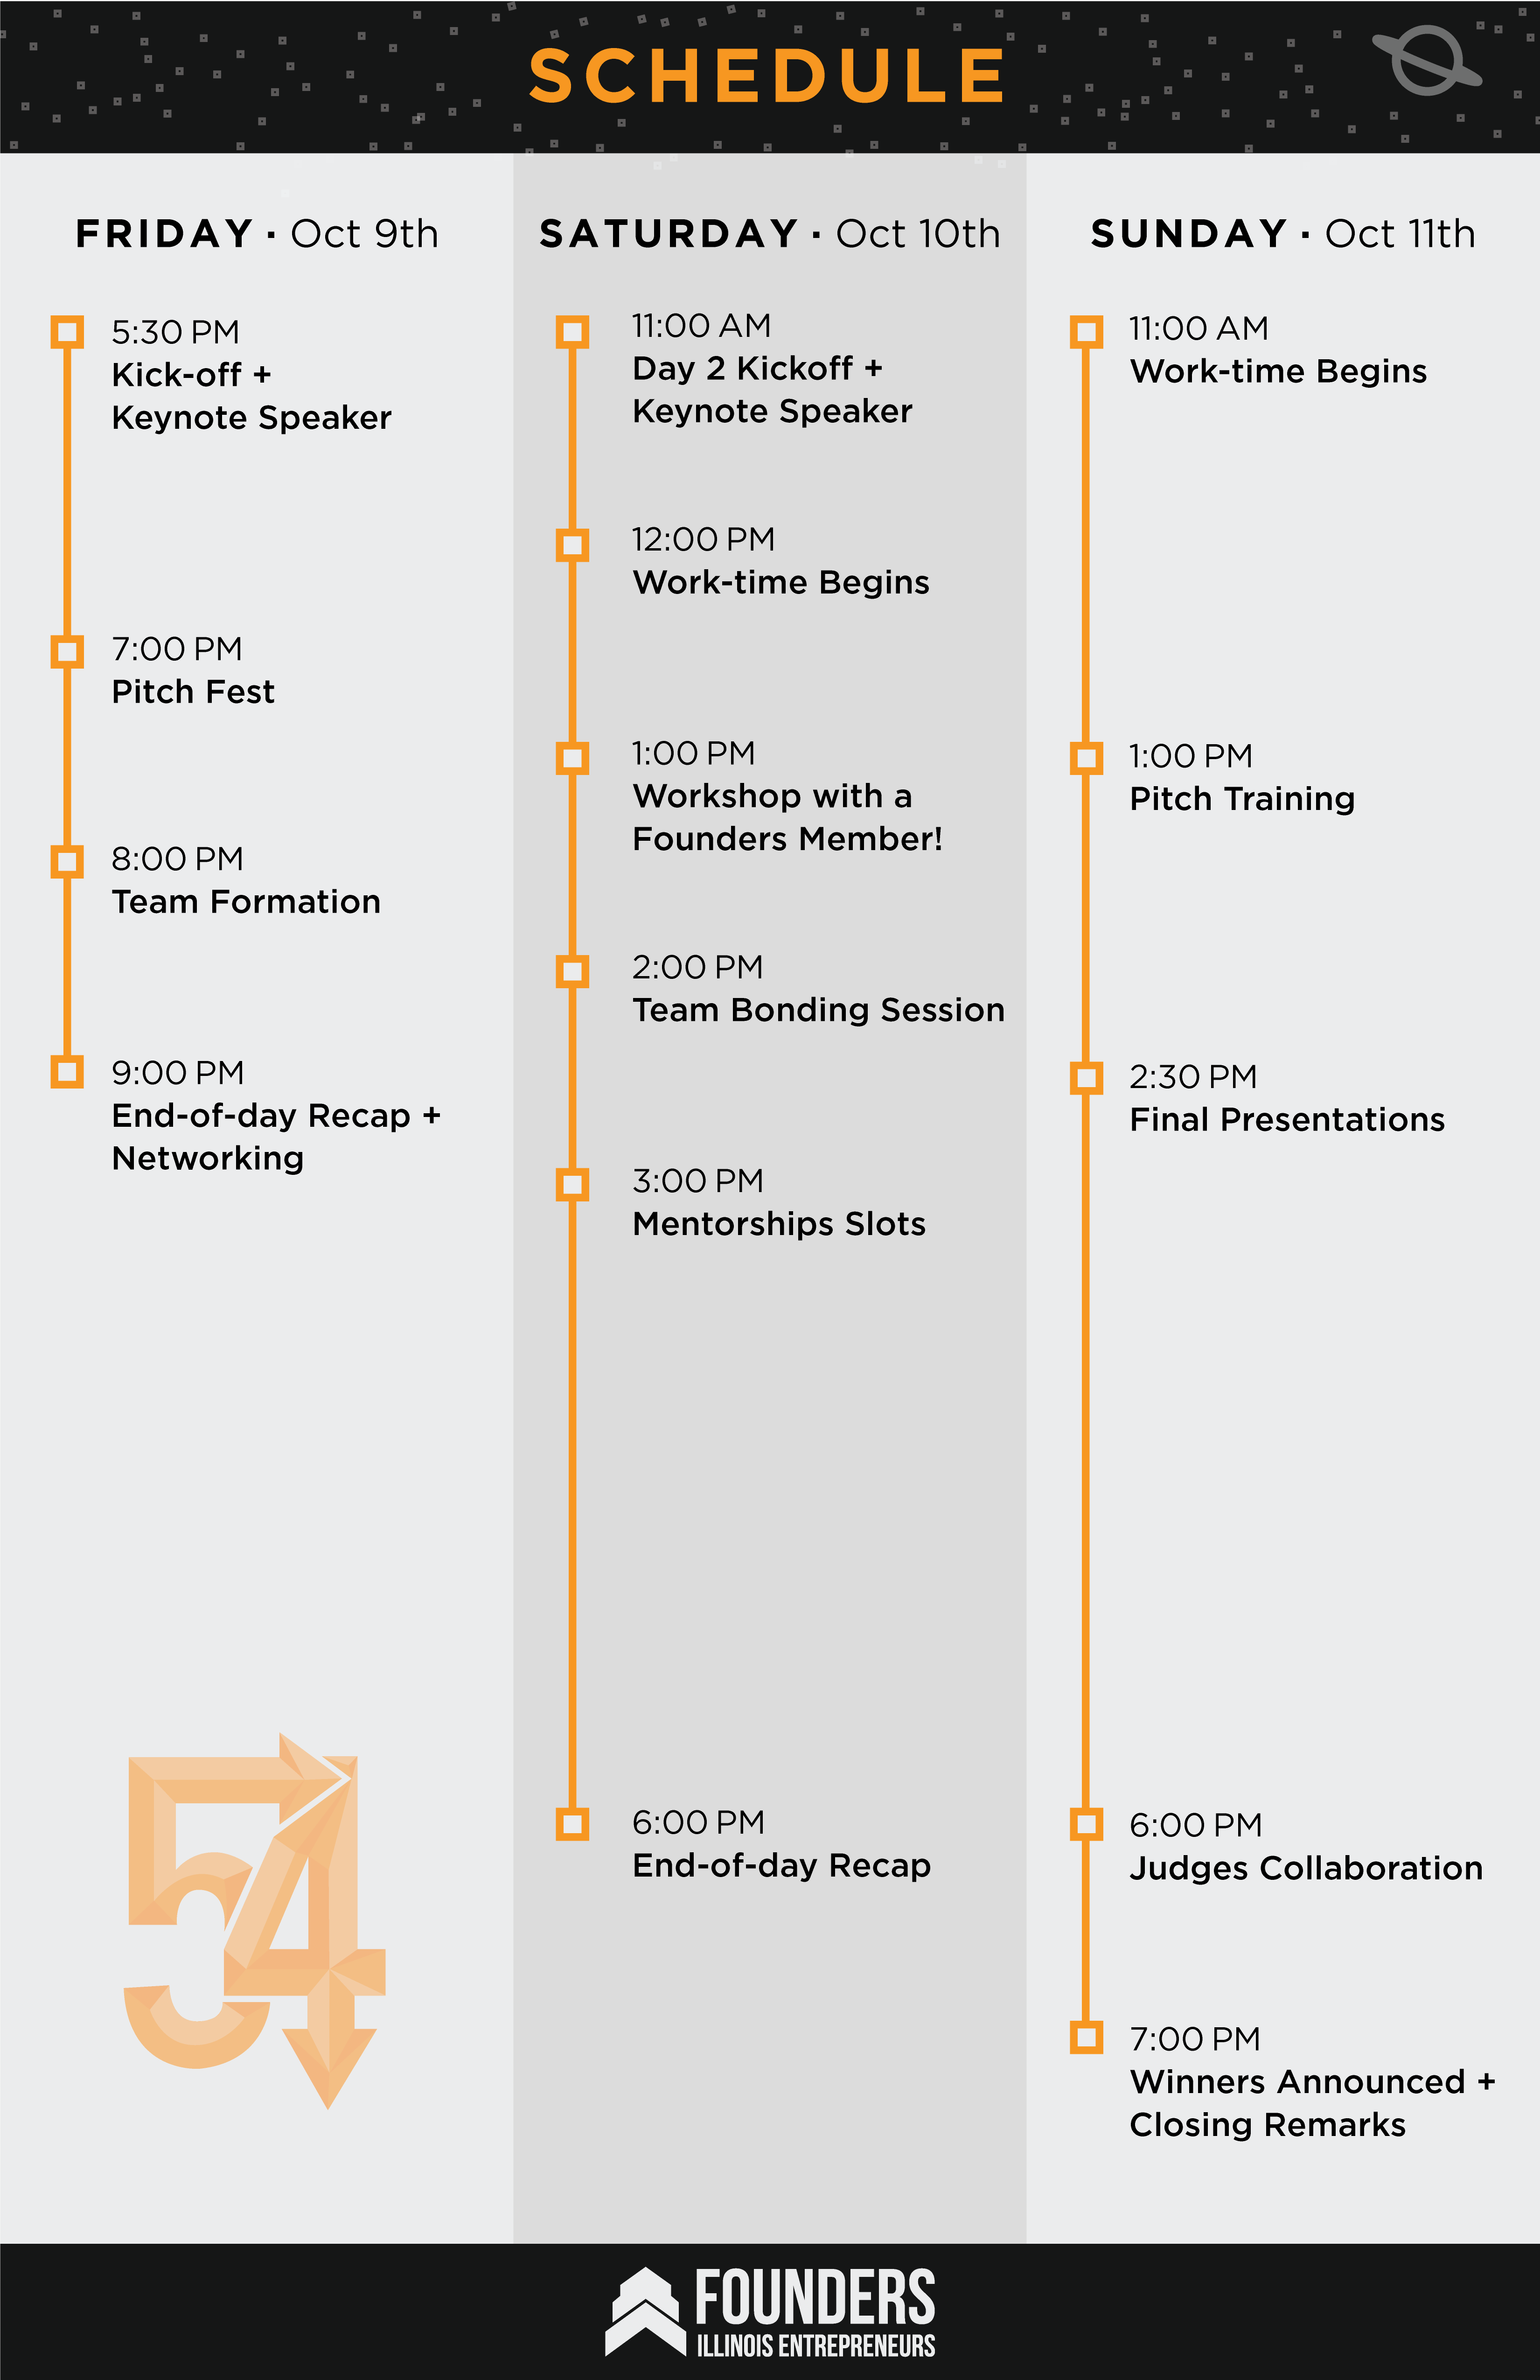 SCHEDULE
FRIDAY · Oct 9th
5:30 PM
Kick-off +
Keynote Speaker
7:00 PM
Pitch Fest
8:00 PM
Team Formation
9:00 PM
End-of-day Recap +
Networking
54
SATURDAY · Oct 10th
11:00 AM
Day 2 Kickoff +
Keynote Speaker
12:00 PM
Work-time Begins
1:00 PM
Workshop with a
Founders Member!
2:00 PM
Team Bonding Session
3:00 PM
Mentorships Slots
6:00 PM
End-of-day Recap
SUNDAY · Oct 11th
11:00 AM
Work-time Begins
1:00 PM
Pitch Training
2:30 PM
Final Presentations
6:00 PM
Judges Collaboration
7:00 PM
Winners Announced +
Closing Remarks
FOUNDERS
ILLINOIS ENTREPRENEURS